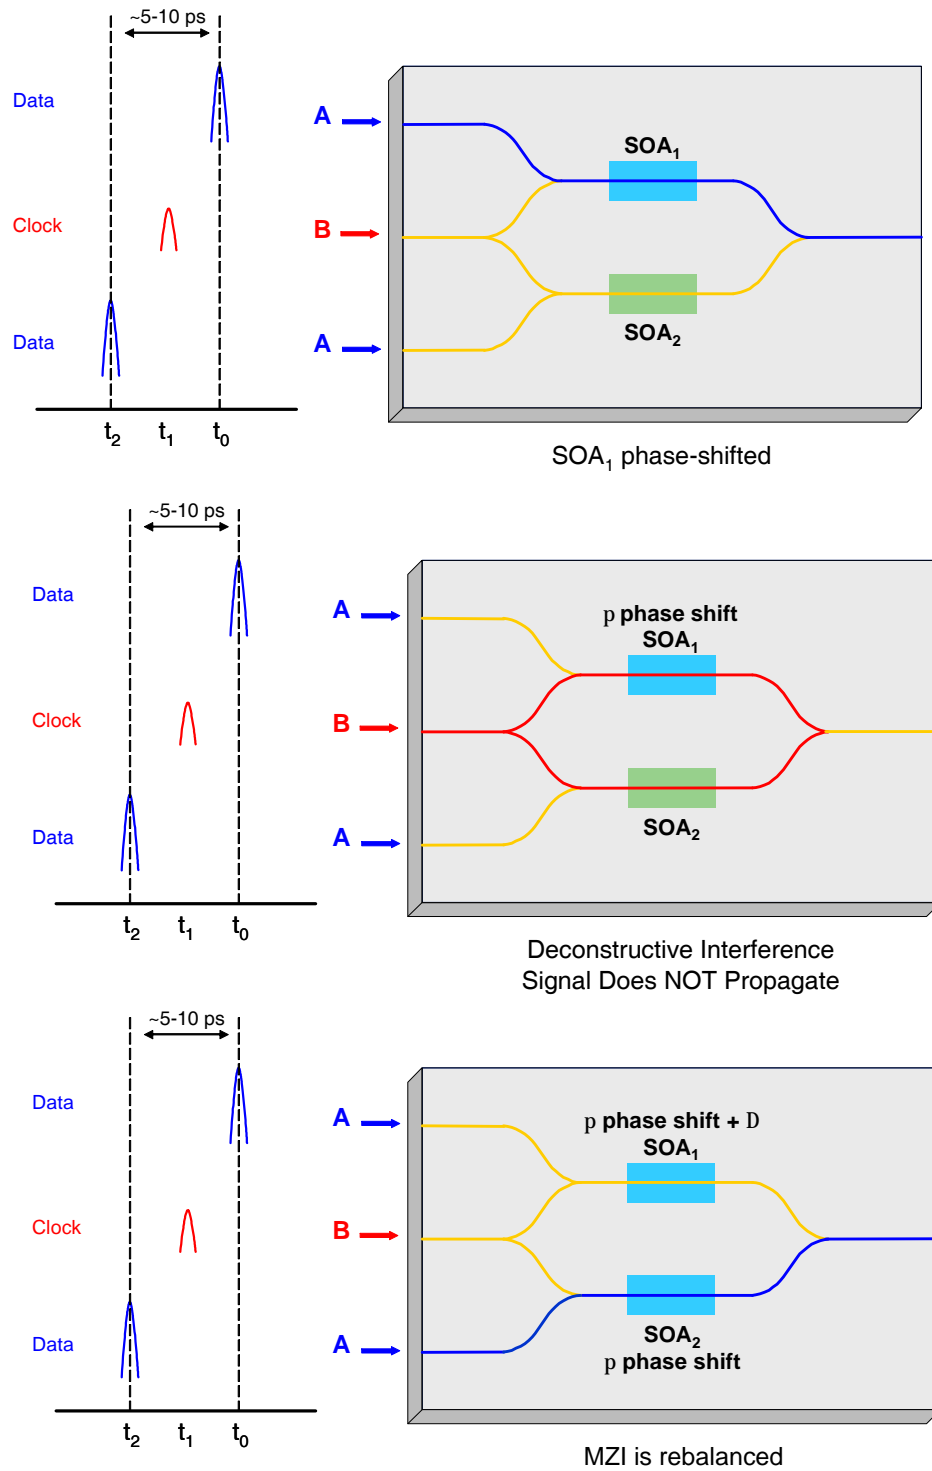 ~5-10 ps
Data
Clock
Data
t2 t1 t0
A
B
A
SOA1
SOA2
SOA1 phase-shifted
~5-10 ps
Data
Clock
Data
t2 t1 t0
A
B
A
p phase shift
SOA1
SOA2
Deconstructive Interference
Signal Does NOT Propagate
~5-10 ps
Data
Clock
Data
t2 t1 t0
A
B
A
p phase shift + D
SOA1
SOA2
p phase shift
MZI is rebalanced